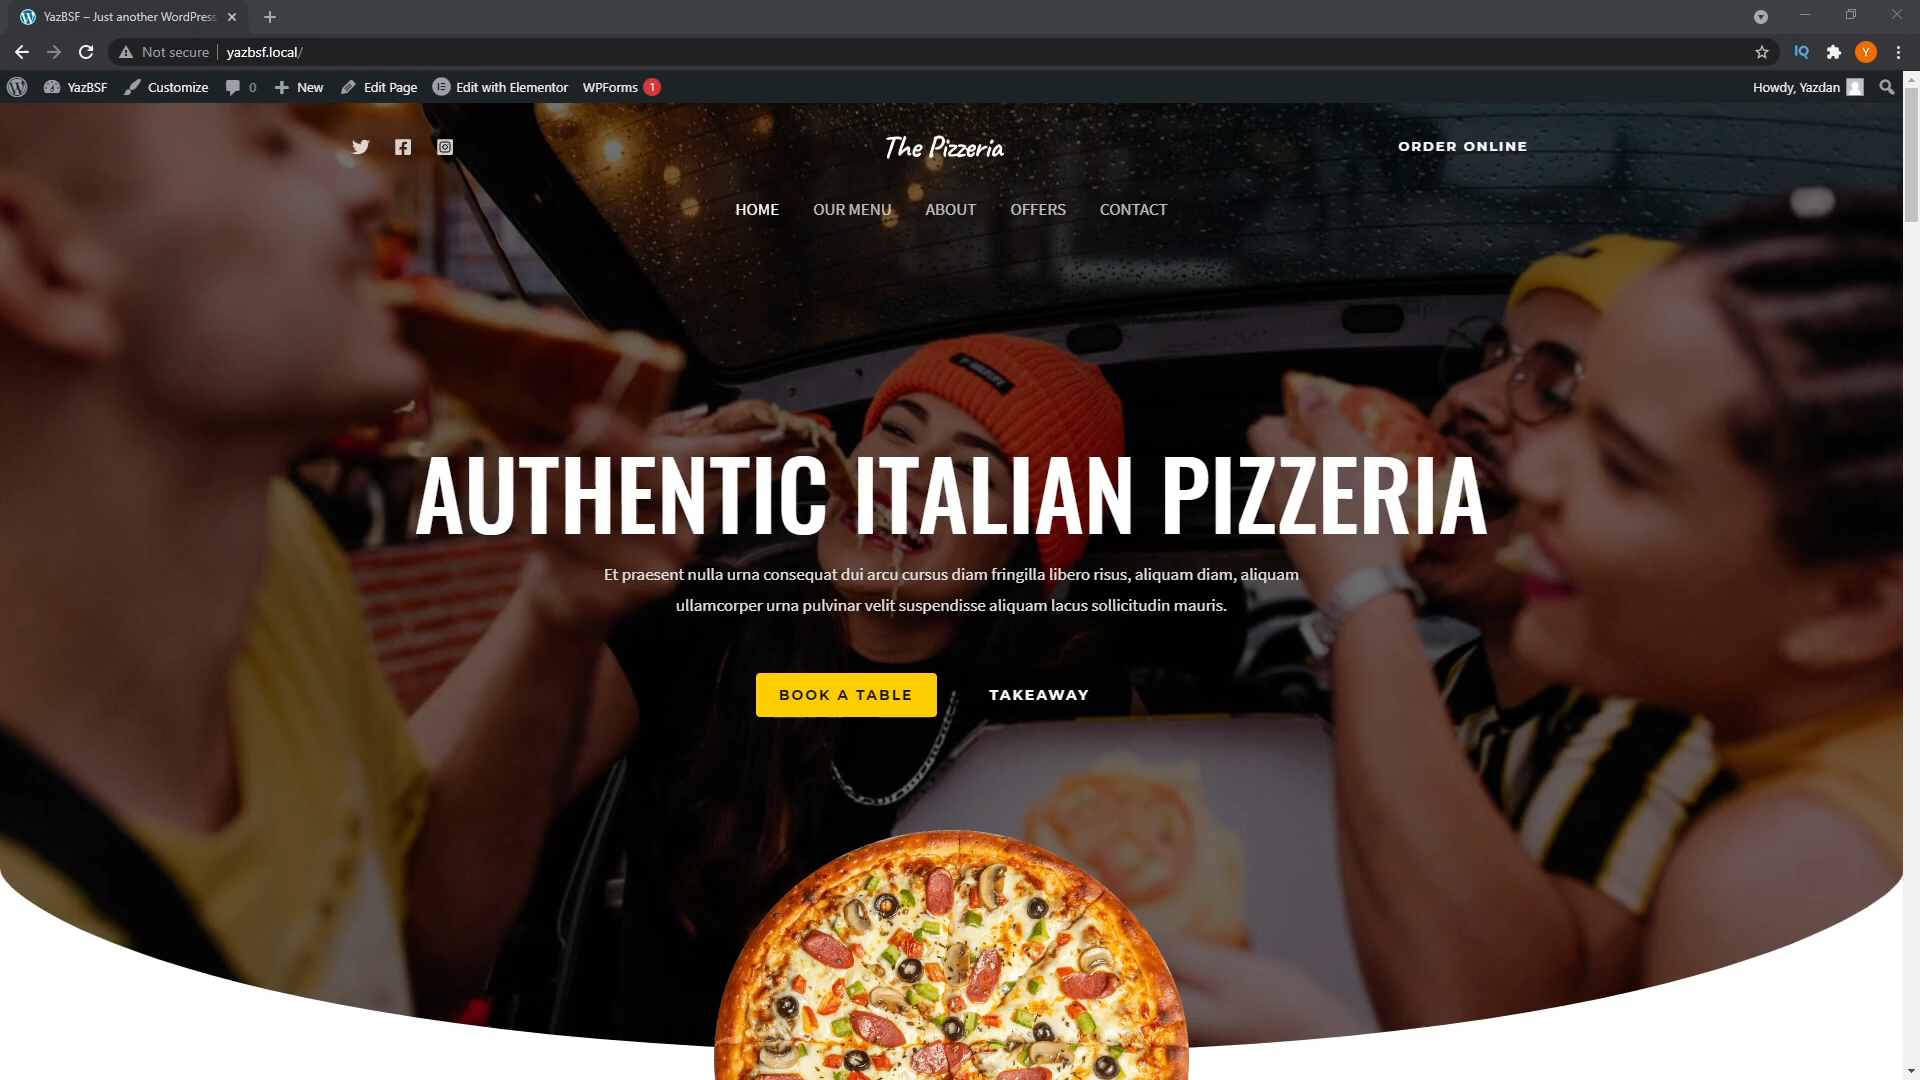 YazBSF – Just another WordPress
Not secure
yazbsf.local/
IQ
Y
YazBSF
Customize
0
New
Edit Page
Edit with Elementor
WPForms
1
Howdy, Yazdan
The Pizzeria
ORDER ONLINE
HOME
OUR MENU
ABOUT
OFFERS
CONTACT
AUTHENTIC ITALIAN PIZZERIA
Et praesent nulla urna consequat dui arcu cursus diam fringilla libero risus, aliquam diam, aliquam
ullamcorper urna pulvinar velit suspendisse aliquam lacus sollicitudin mauris.
BOOK A TABLE
TAKEAWAY